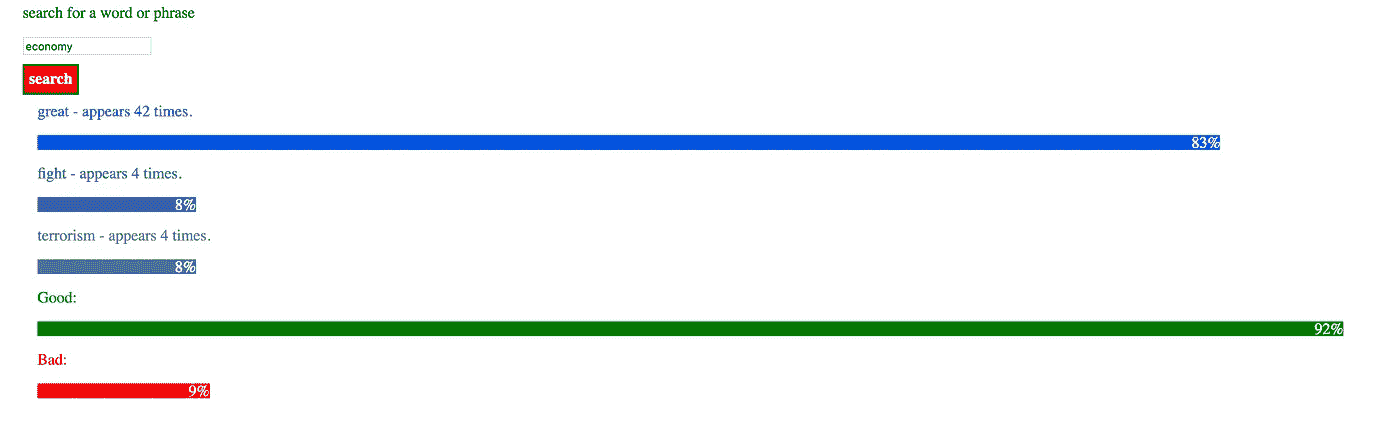 search for a word or phrase
economy
search
great - appears 42 times.
83%
fight - appears 4 times.
8%
terrorism - appears 4 times.
8%
Good:
92%
Bad:
9%